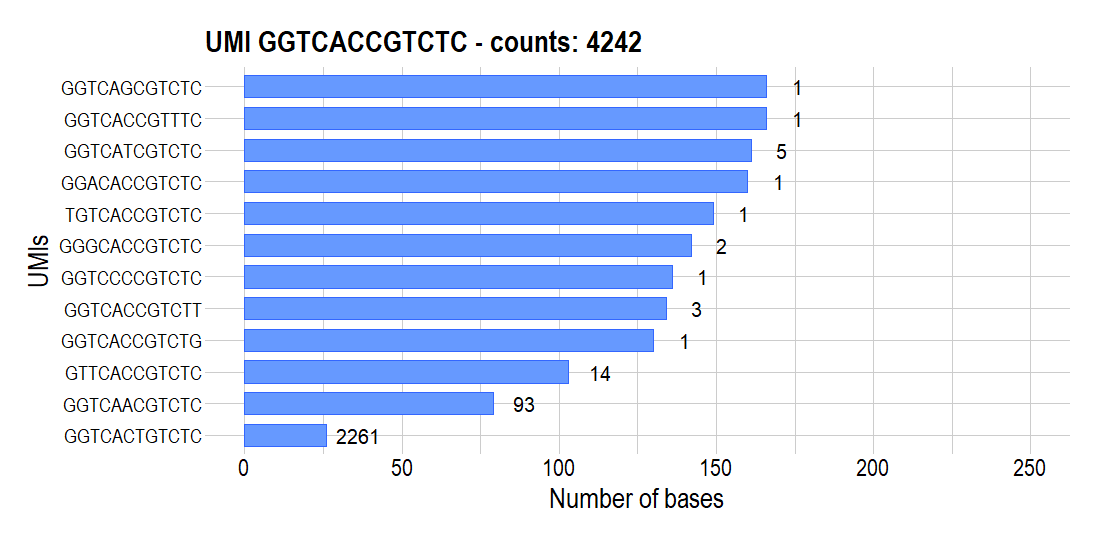 UMI GGTCACCGTCTC - counts: 4242
UMIs
GGTCAGCGTCTC 1
GGTCACCGTTTC 1
GGTCATCGTCTC 5
GGACACCGTCTC 1
TGTCACCGTCTC 1
GGGCACCGTCTC 2
GGTCCCCGTCTC 1
GGTCACCGTCTT 3
GGTCACCGTCTG 1
GTTCACCGTCTC 14
GGTCAACGTCTC 93
GGTCACTGTCTC 2261
0 50 100 150 200 250
Number of bases